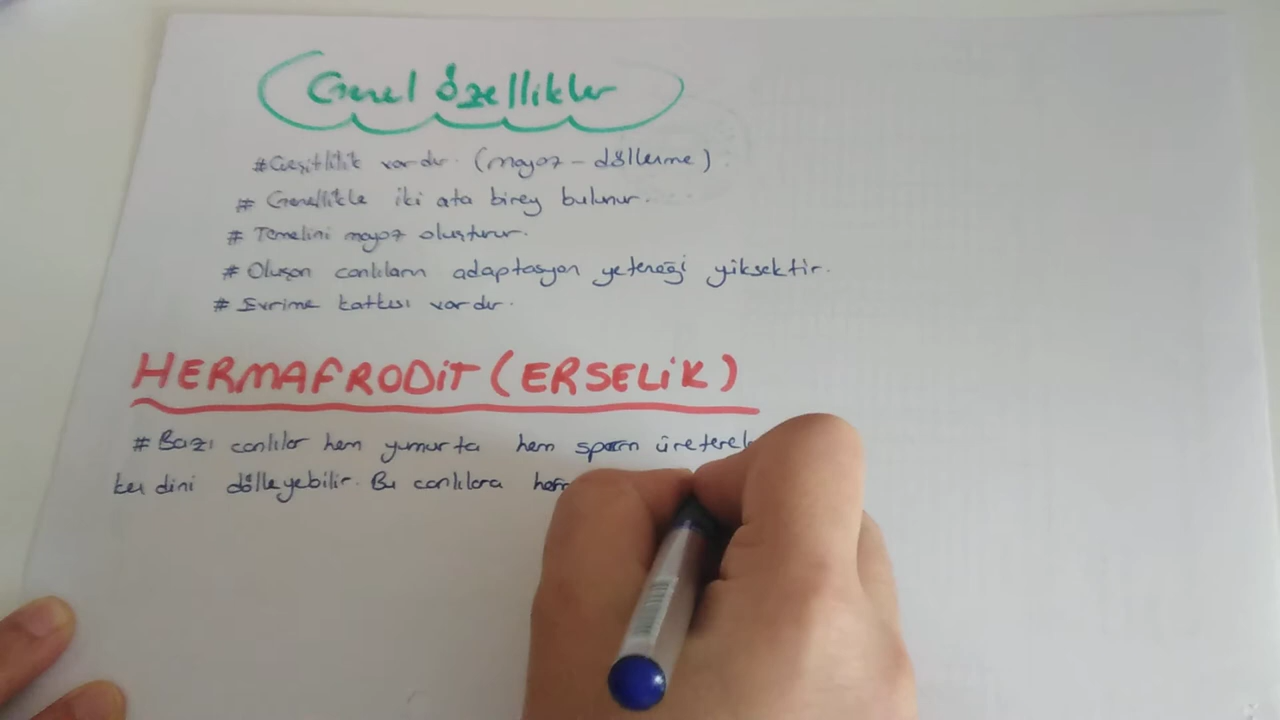 Genel özellikler
#Çeşitlilik vardır. (mayoz - döllenme)
# Genellikle iki ata birey bulunur.
# Temelini mayoz oluşturur.
# Oluşan canlıların adaptasyon yeteneği yüksektir.
# Evrime katkısı vardır.
HERMAFRODİT (ERSELİK)
# Bazı canlılar hem yumurta hem sperm üreterek
kendini dölleyebilir. Bu canlılara